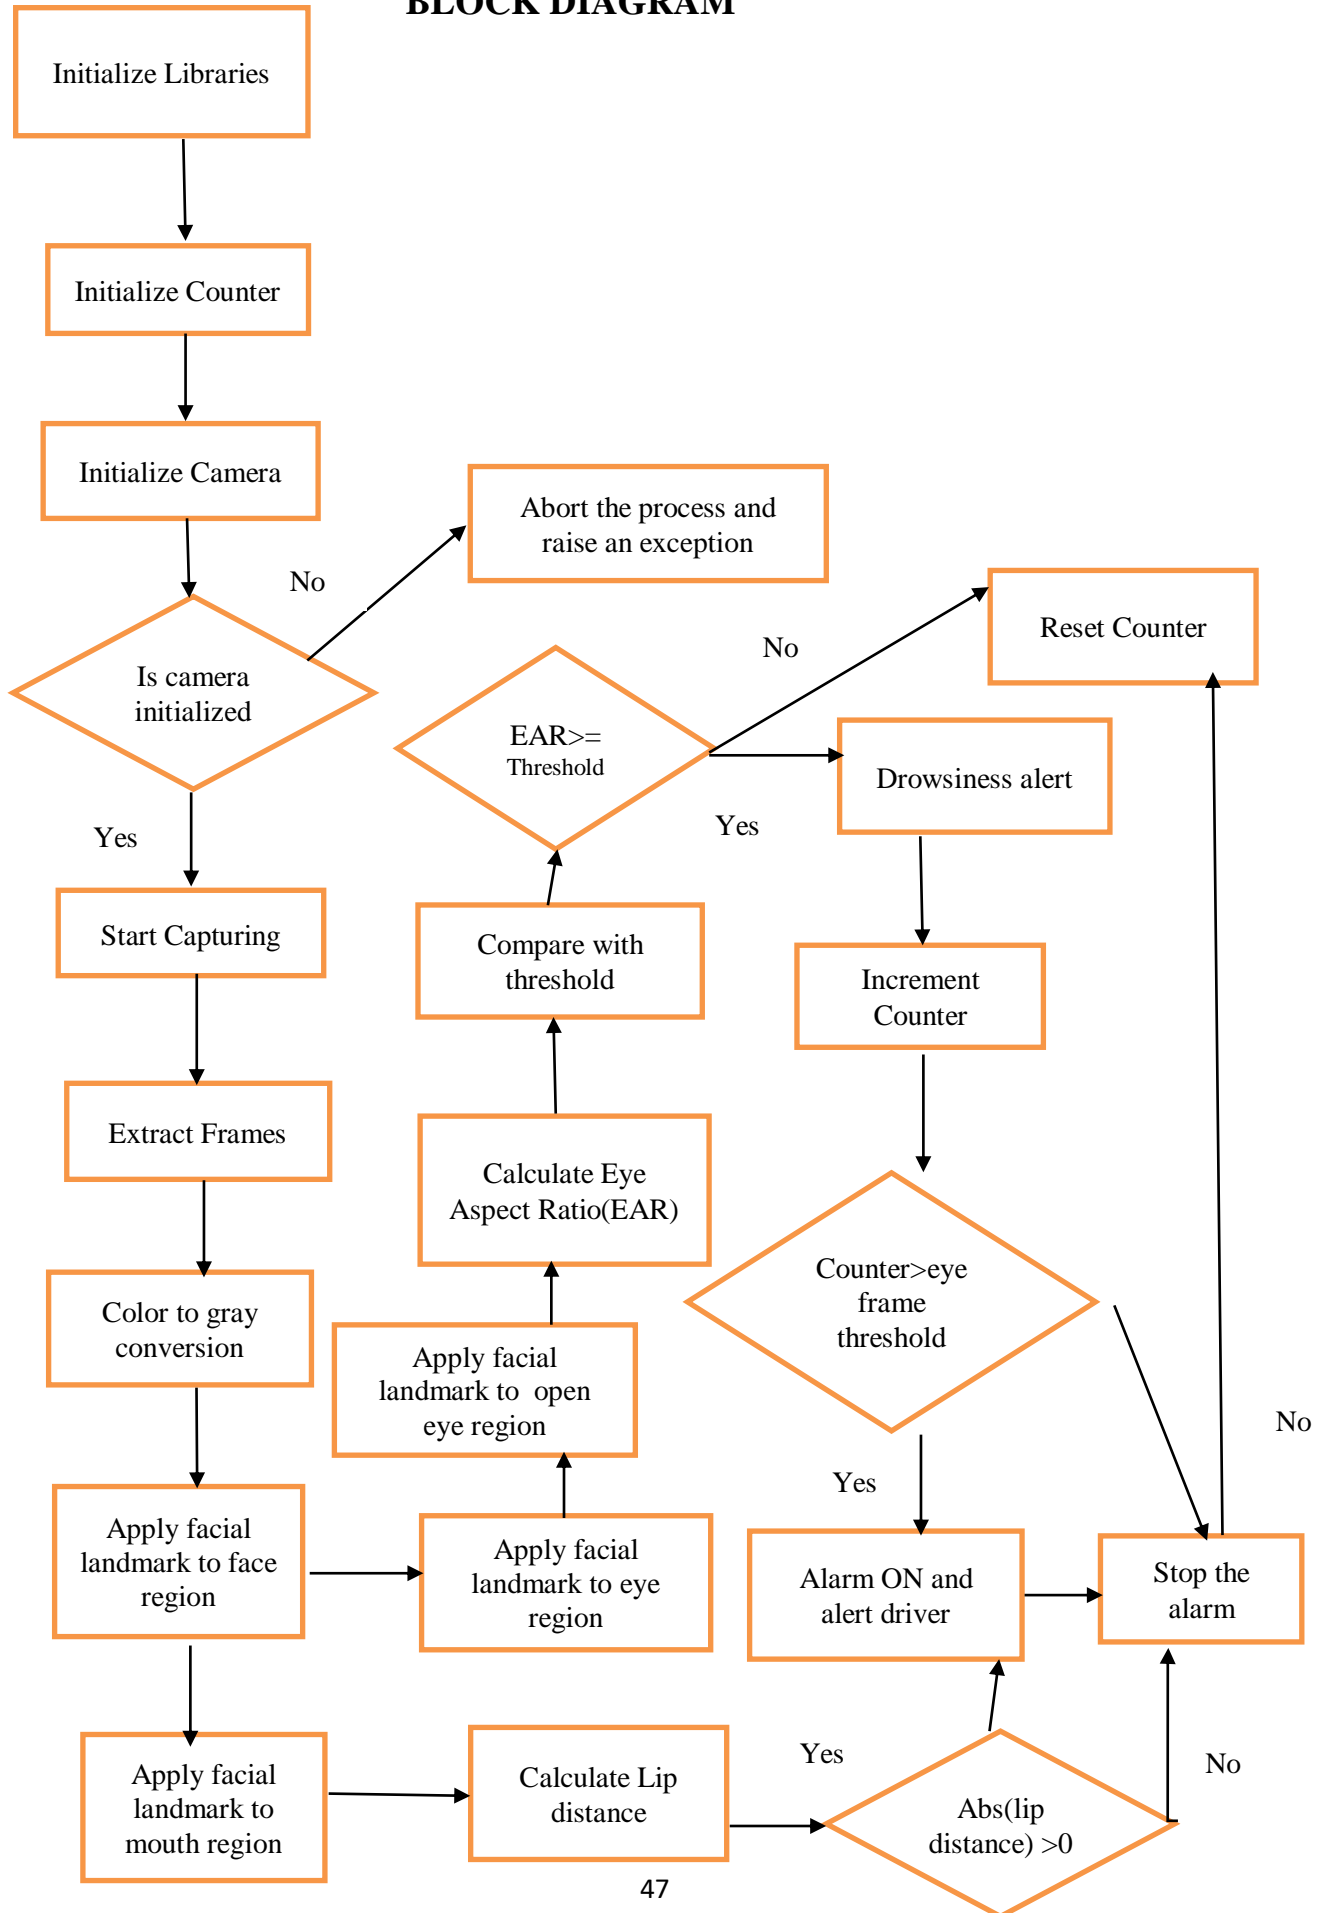 BLOCK DIAGRAM
Initialize Libraries
Initialize Counter
Initialize Camera
Abort the process and
raise an exception
No
Is camera
initialized
Yes
Start Capturing
Extract Frames
Color to gray
conversion
Apply facial
landmark to face
region
Apply facial
landmark to
mouth region
Apply facial
landmark to eye
region
Apply facial
landmark to  open
eye region
Calculate Eye
Aspect Ratio(EAR)
Compare with
threshold
EAR>=
Threshold
No
Reset Counter
Yes
Drowsiness alert
Increment
Counter
Counter>eye
frame
threshold
No
Yes
Alarm ON and
alert driver
Stop the
alarm
Calculate Lip
distance
Yes
Abs(lip
distance) >0
No
47